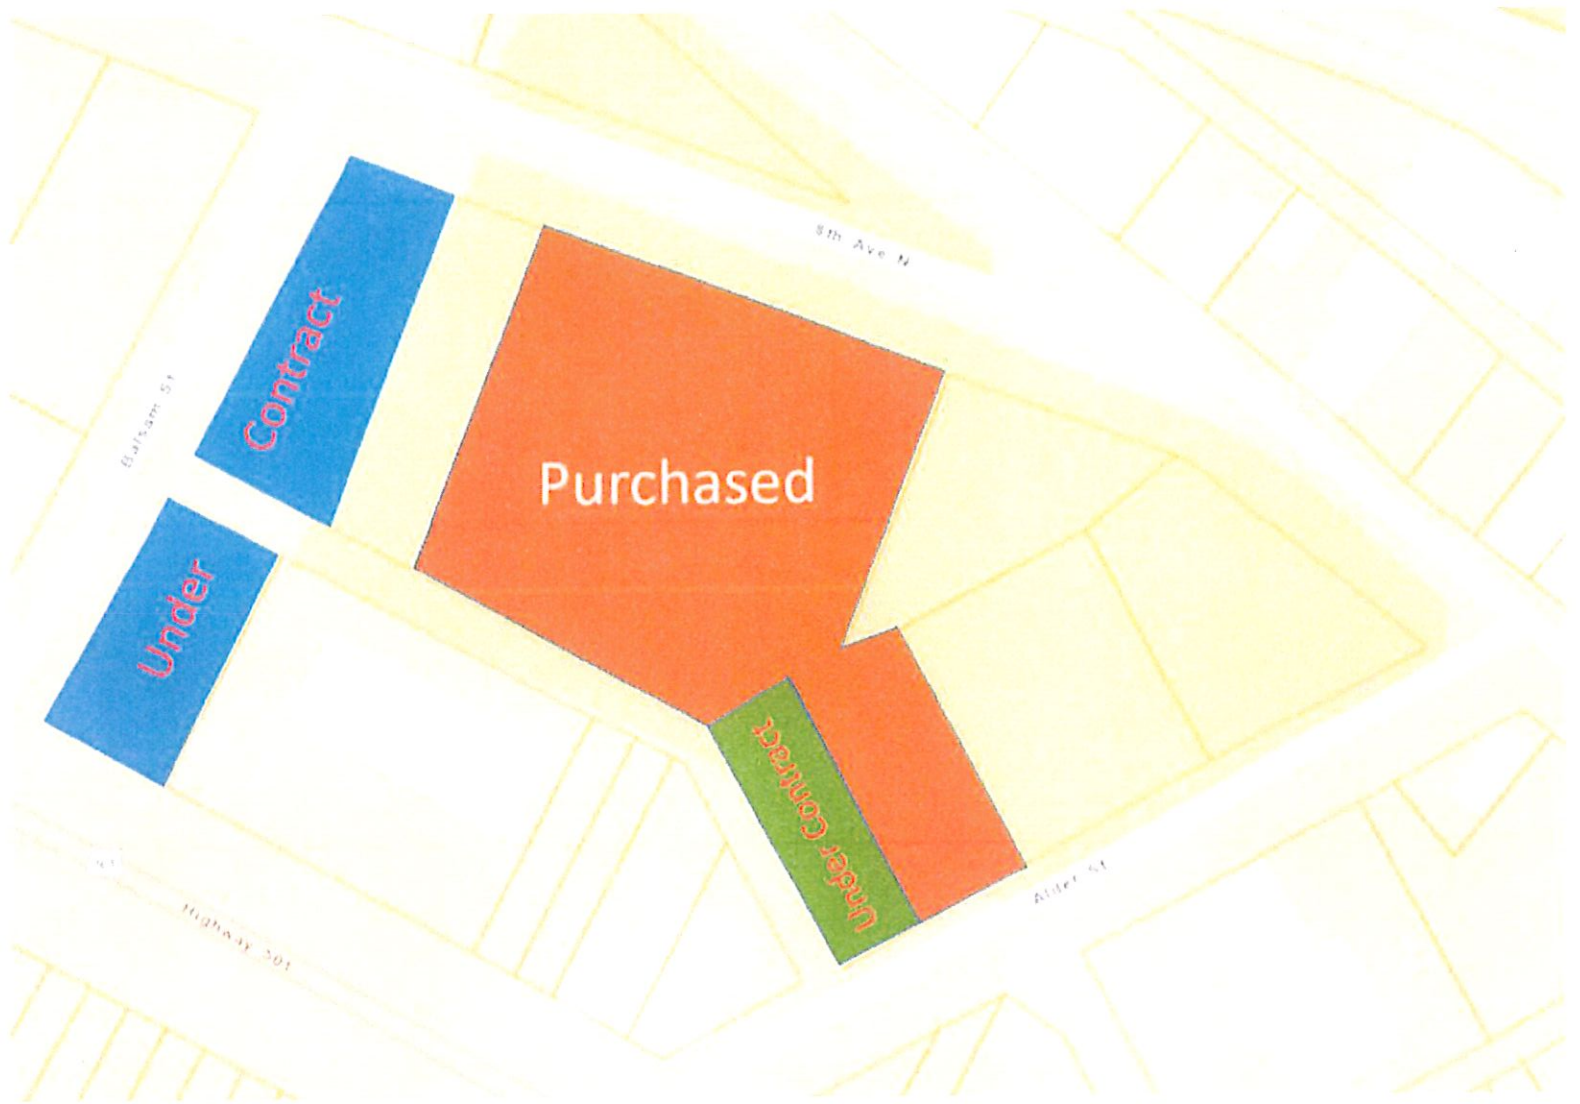 8th Ave N
Contract
Balsam St
Purchased
Under
Under contract
Alder St
Highway 501